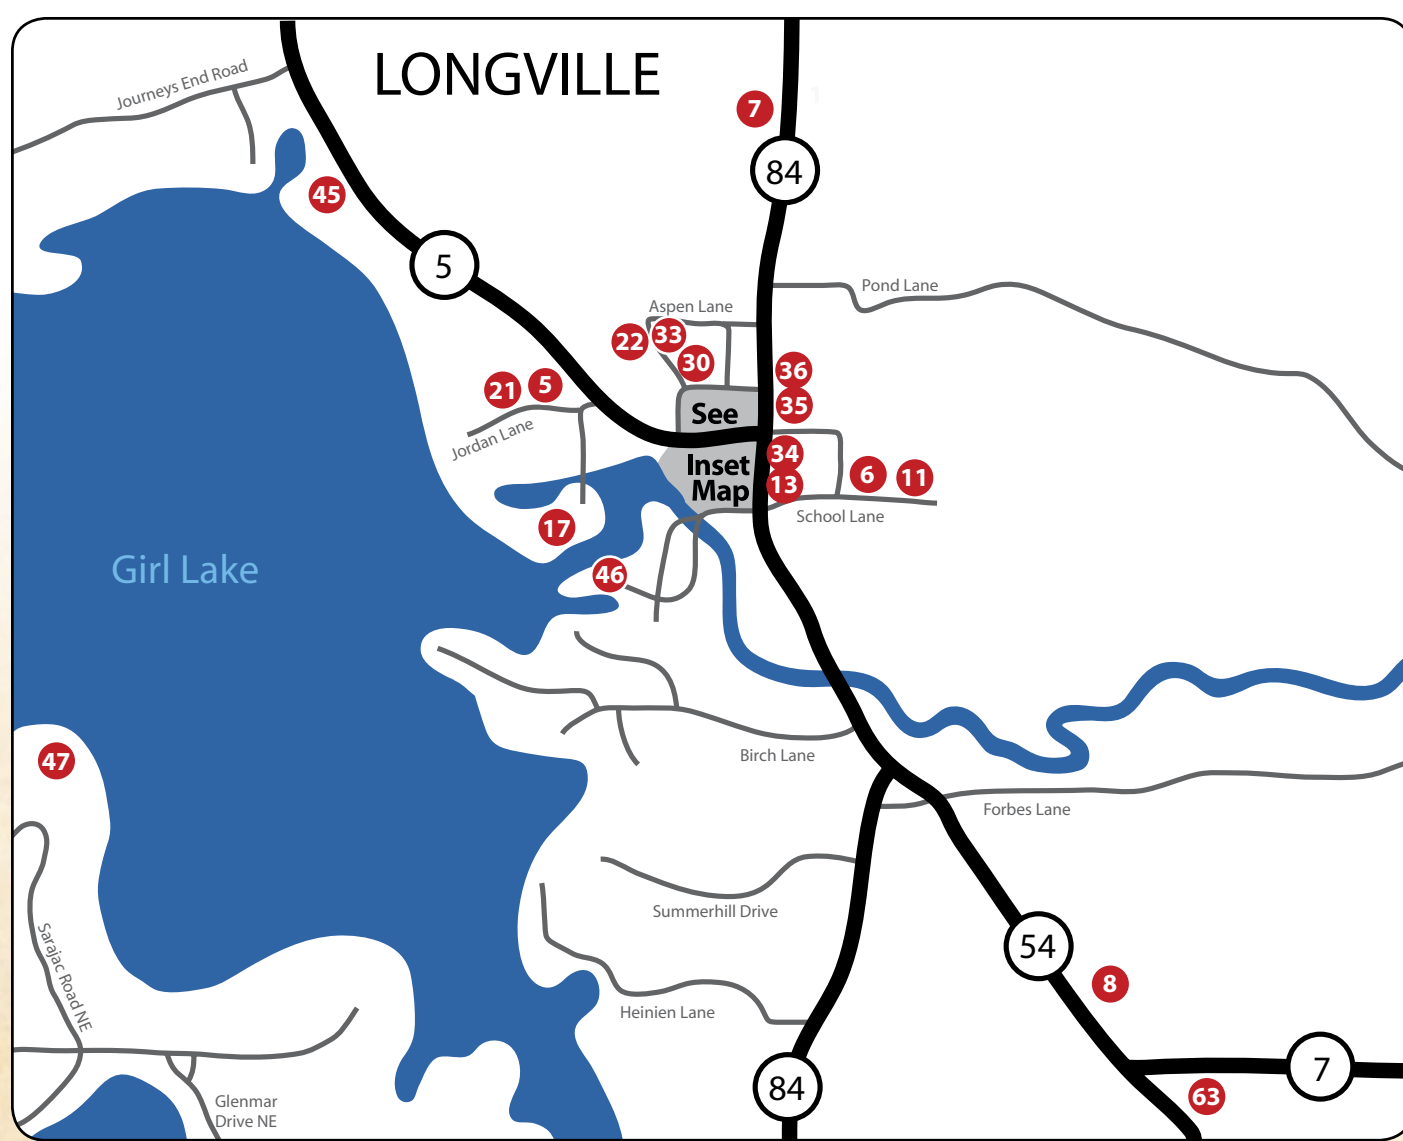 LONGVILLE
Journeys End Road
7
84
45
5
Pond Lane
Aspen Lane
22
33
30
36
35
21
5
See
Jordan Lane
Inset
Map
34
13
6
11
School Lane
17
46
Girl Lake
47
Birch Lane
Forbes Lane
Summerhill Drive
Sarajac Road NE
54
8
Heinien Lane
7
84
63
Glenmar
Drive NE